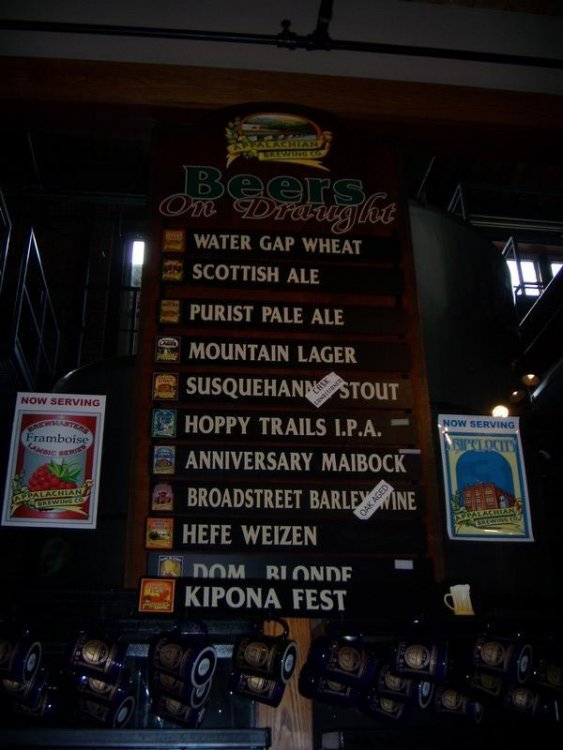 APPALACHIAN
BREWING CO.
Beers
On Draught
WATER GAP WHEAT
SCOTTISH ALE
PURIST PALE ALE
MOUNTAIN LAGER
SUSQUEHANNA STOUT
CASK
HOPPY TRAILS I.P.A.
ANNIVERSARY MAIBOCK
BROADSTREET BARLEY WINE
OAK AGED
HEFE WEIZEN
DOM. BLONDE
KIPONA FEST
NOW SERVING
BREWMASTERS
Framboise
LAMBIC SERIES
APPALACHIAN
BREWING CO.
NOW SERVING
APPALACHIAN
BREWING CO.